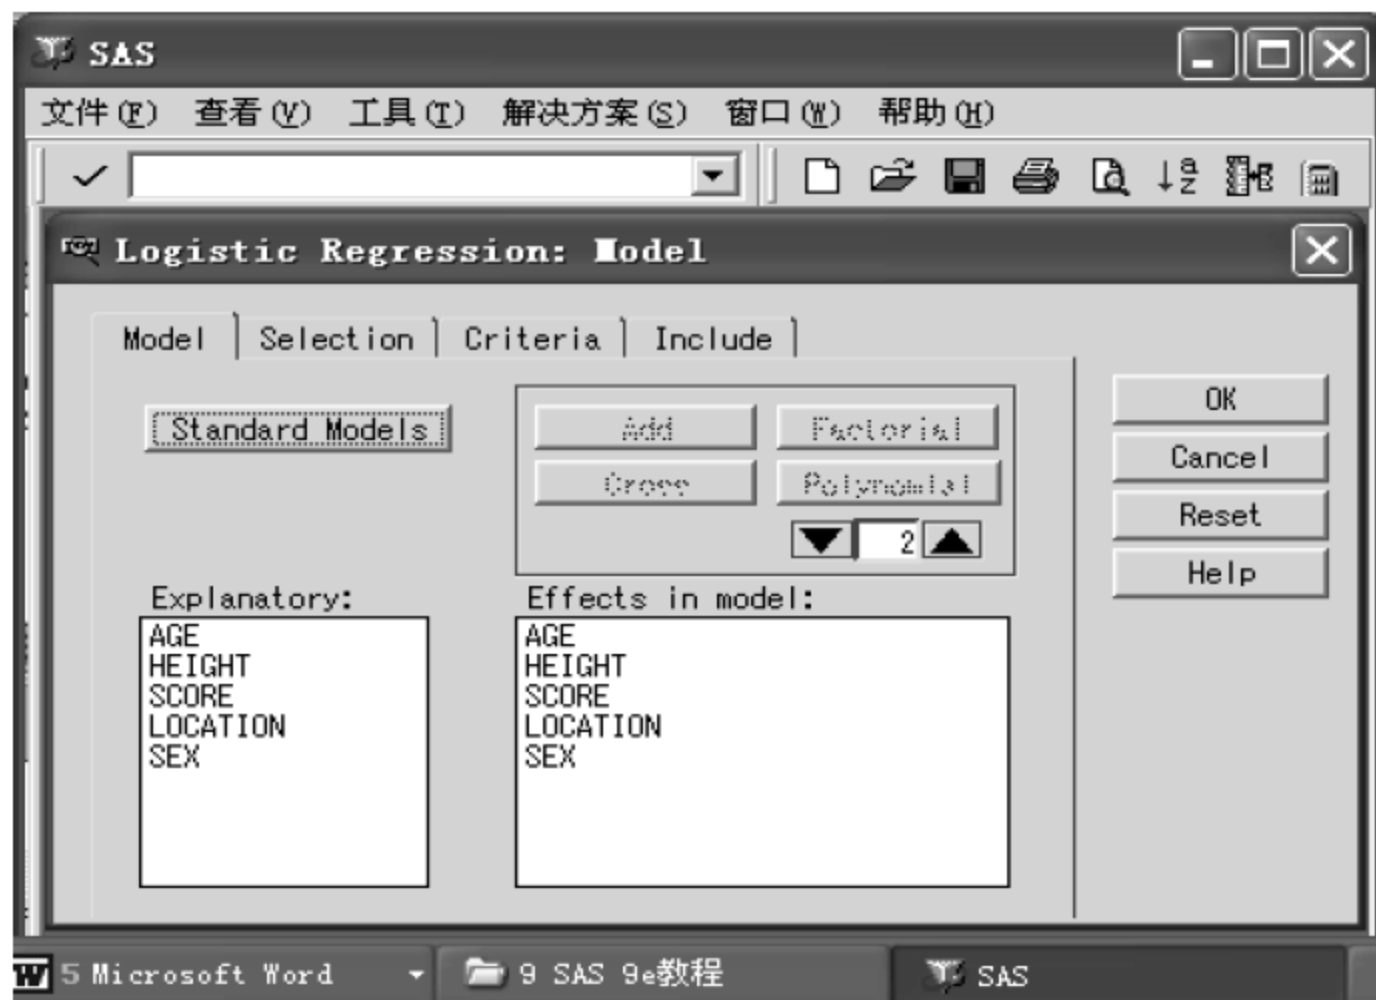 SAS
文件(F) 查看(V) 工具(T) 解决方案(S) 窗口(W) 帮助(H)
Logistic Regression: Model
Model Selection Criteria Include
Standard Models
Add Factorial
Cross Polynomial
2
OK
Cancel
Reset
Help
Explanatory:
AGE
HEIGHT
SCORE
LOCATION
SEX
Effects in model:
AGE
HEIGHT
SCORE
LOCATION
SEX
5 Microsoft Word 9 SAS 9e教程 SAS